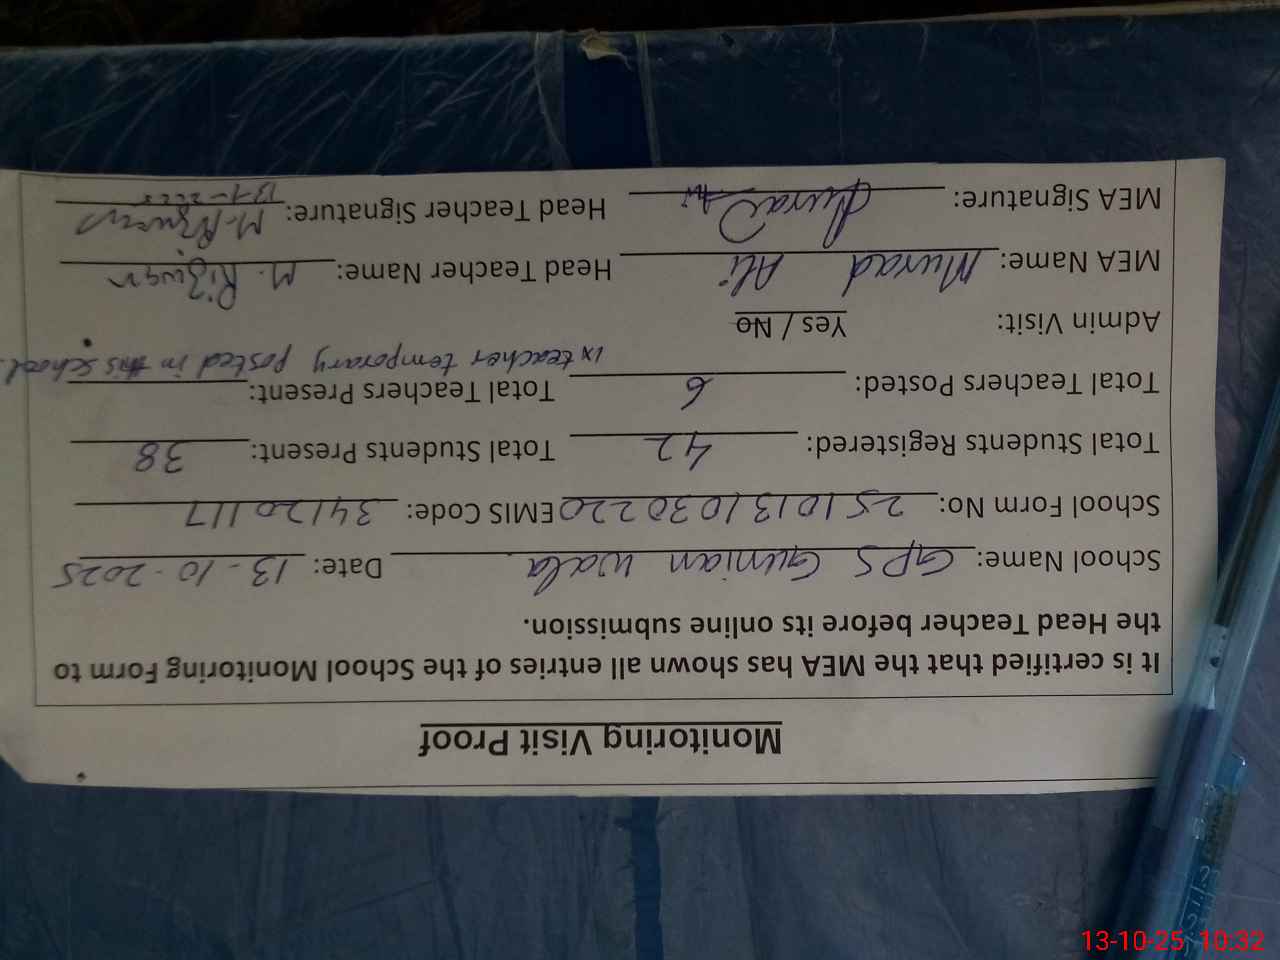 Monitoring Visit Proof
It is certified that the MEA has shown all entries of the School Monitoring Form to
the Head Teacher before its online submission.
School Name: GPS Gunian wala Date: 13-10-2025
School Form No: 2510131030220 EMIS Code: 34120117
Total Students Registered: 42 Total Students Present: 38
Total Teachers Posted: 6 Total Teachers Present:
1x teacher temporary posted in this school.
Admin Visit: Yes / No
MEA Name: Murad Ali Head Teacher Name: M. Rizwan
MEA Signature: Murad Ali Head Teacher Signature: M. Rizwan
13-10-25 10:32